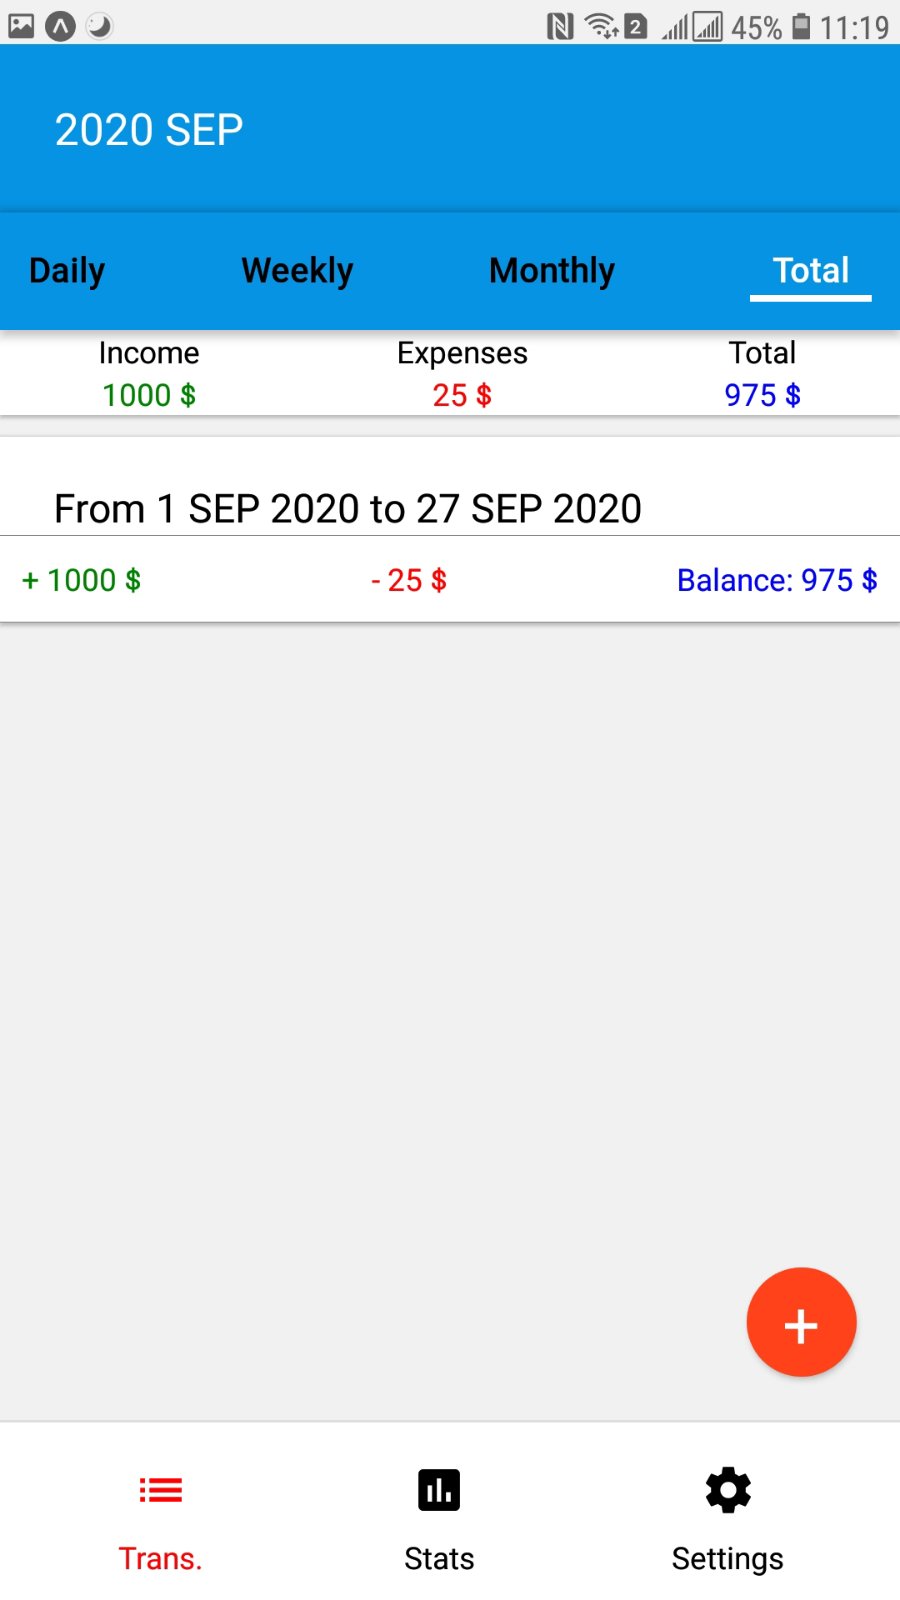 2 45% 11:19
2020 SEP
Daily Weekly Monthly Total
Income Expenses Total
1000 $ 25 $ 975 $
From 1 SEP 2020 to 27 SEP 2020
+ 1000 $ - 25 $ Balance: 975 $
+
Trans. Stats Settings